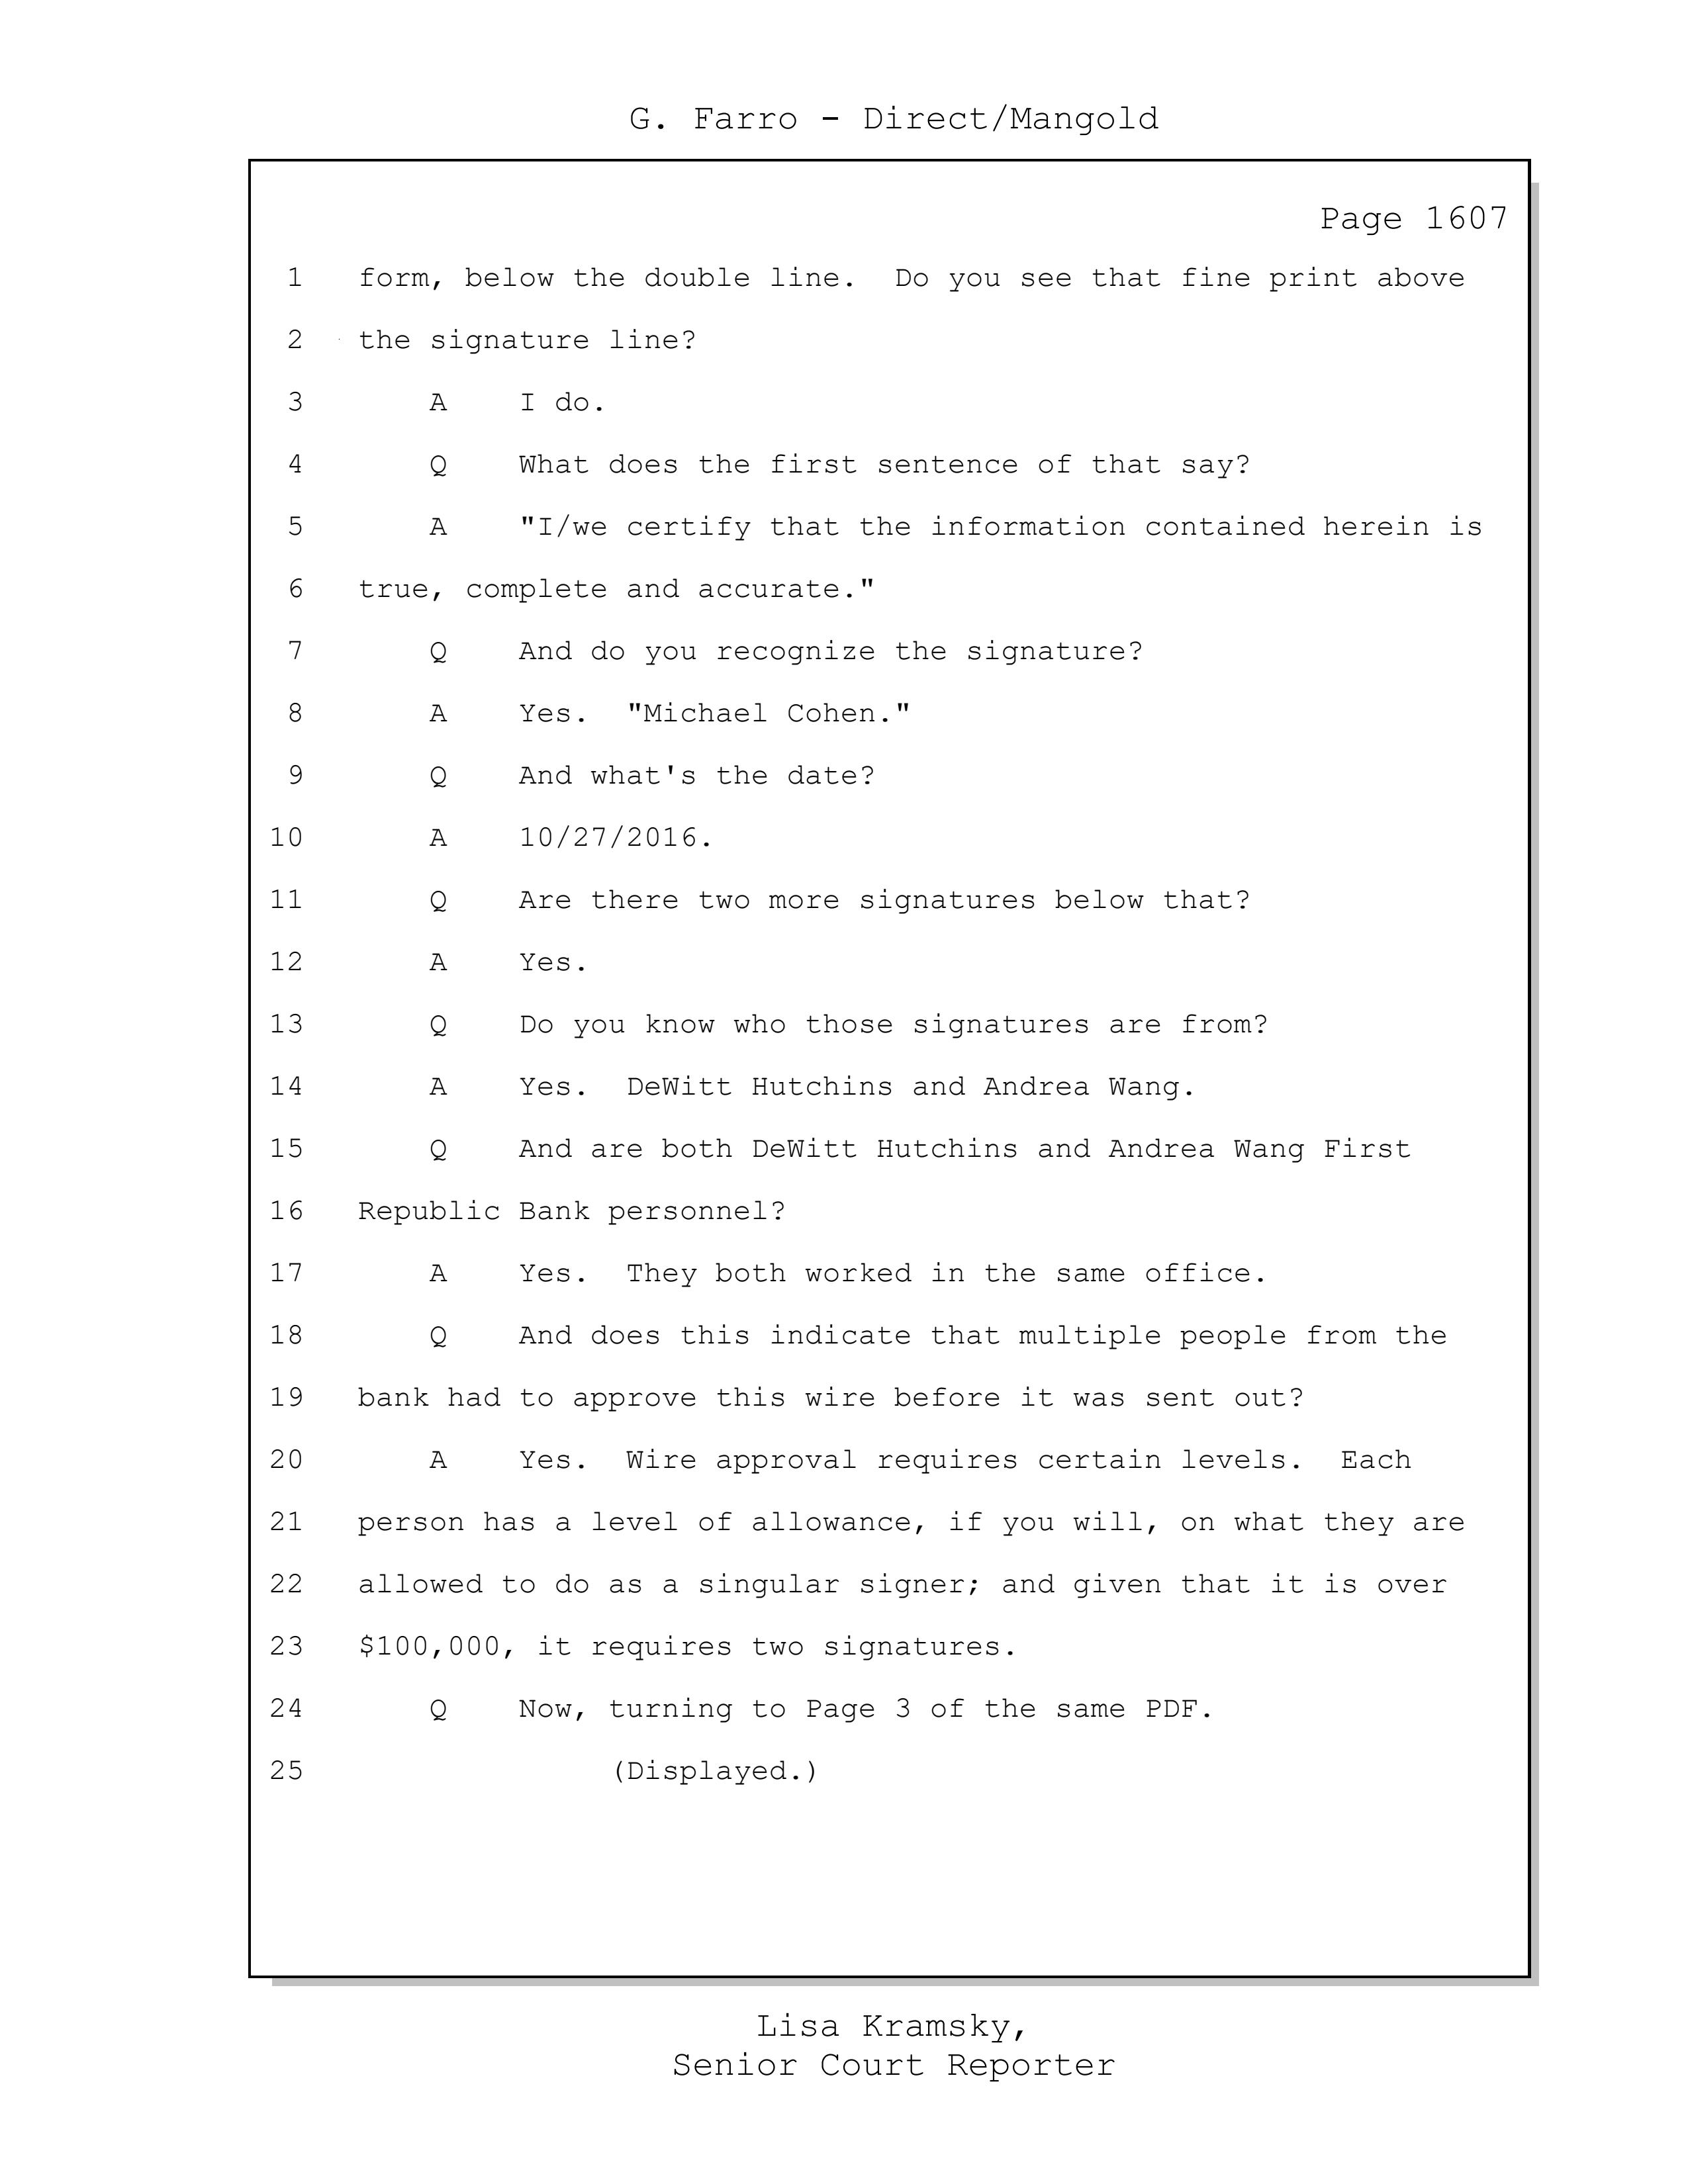 G. Farro - Direct/Mangold
Page 1607
1 form, below the double line. Do you see that fine print above
2 the signature line?
3 A I do.
4 Q What does the first sentence of that say?
5 A "I/we certify that the information contained herein is
6 true, complete and accurate."
7 Q And do you recognize the signature?
8 A Yes. "Michael Cohen."
9 Q And what's the date?
10 A 10/27/2016.
11 Q Are there two more signatures below that?
12 A Yes.
13 Q Do you know who those signatures are from?
14 A Yes. DeWitt Hutchins and Andrea Wang.
15 Q And are both DeWitt Hutchins and Andrea Wang First
16 Republic Bank personnel?
17 A Yes. They both worked in the same office.
18 Q And does this indicate that multiple people from the
19 bank had to approve this wire before it was sent out?
20 A Yes. Wire approval requires certain levels. Each
21 person has a level of allowance, if you will, on what they are
22 allowed to do as a singular signer; and given that it is over
23 $100,000, it requires two signatures.
24 Q Now, turning to Page 3 of the same PDF.
25 (Displayed.)
Lisa Kramsky,
Senior Court Reporter